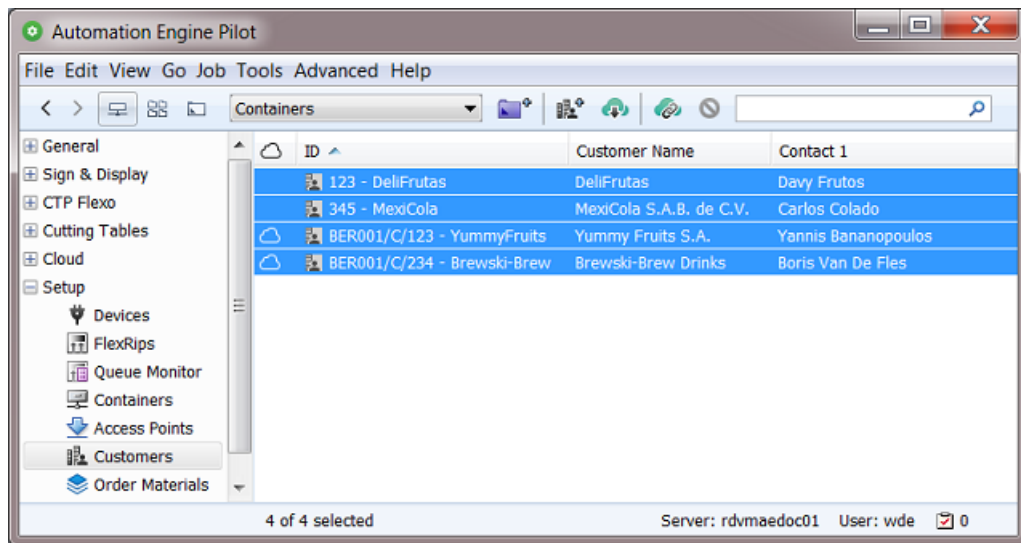 Automation Engine Pilot
File Edit View Go Job Tools Advanced Help
Containers
General
Sign & Display
CTP Flexo
Cutting Tables
Cloud
Setup
Devices
FlexRips
Queue Monitor
Containers
Access Points
Customers
Order Materials
ID Customer Name Contact 1
123 - DeliFrutas DeliFrutas Davy Frutos
345 - MexiCola MexiCola S.A.B. de C.V. Carlos Colado
BER001/C/123 - YummyFruits Yummy Fruits S.A. Yannis Bananopoulos
BER001/C/234 - Brewski-Brew Brewski-Brew Drinks Boris Van De Fles
4 of 4 selected Server: rdvmaedoc01 User: wde 0